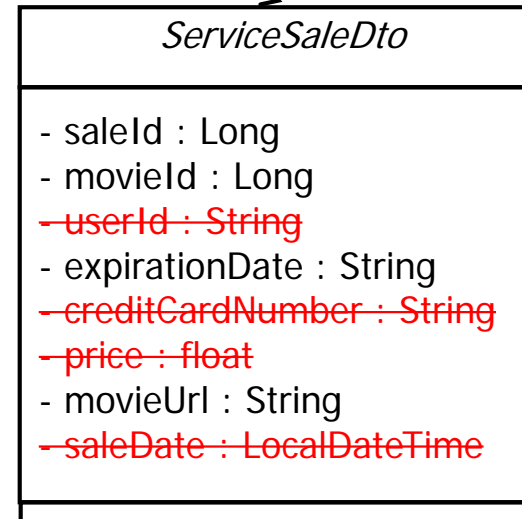 ServiceSaleDto
- saleId : Long
- movieId : Long
- userId : String
- expirationDate : String
- creditCardNumber : String
- price : float
- movieUrl : String
- saleDate : LocalDateTime